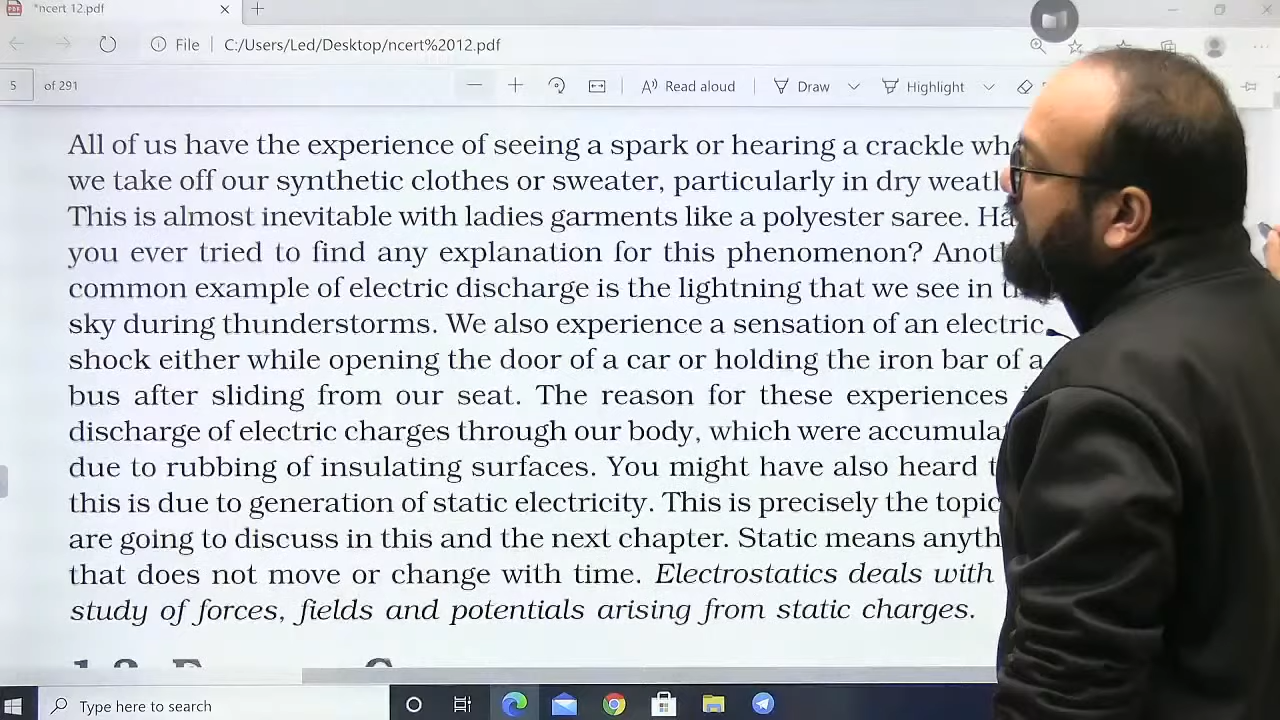 *ncert 12.pdf
File
C:/Users/Led/Desktop/ncert%2012.pdf
5 of 291
Read aloud
Draw
Highlight
All of us have the experience of seeing a spark or hearing a crackle
we take off our synthetic clothes or sweater, particularly in dry
This is almost inevitable with ladies garments like a polyester saree.
you ever tried to find any explanation for this phenomenon?
common example of electric discharge is the lightning that we see in
sky during thunderstorms. We also experience a sensation of an electric
shock either while opening the door of a car or holding the iron bar of a
bus after sliding from our seat. The reason for these experiences
discharge of electric charges through our body, which were
due to rubbing of insulating surfaces. You might have also heard
this is due to generation of static electricity. This is precisely the topic
are going to discuss in this and the next chapter. Static means
that does not move or change with time. Electrostatics deals with
study of forces, fields and potentials arising from static charges.
Type here to search